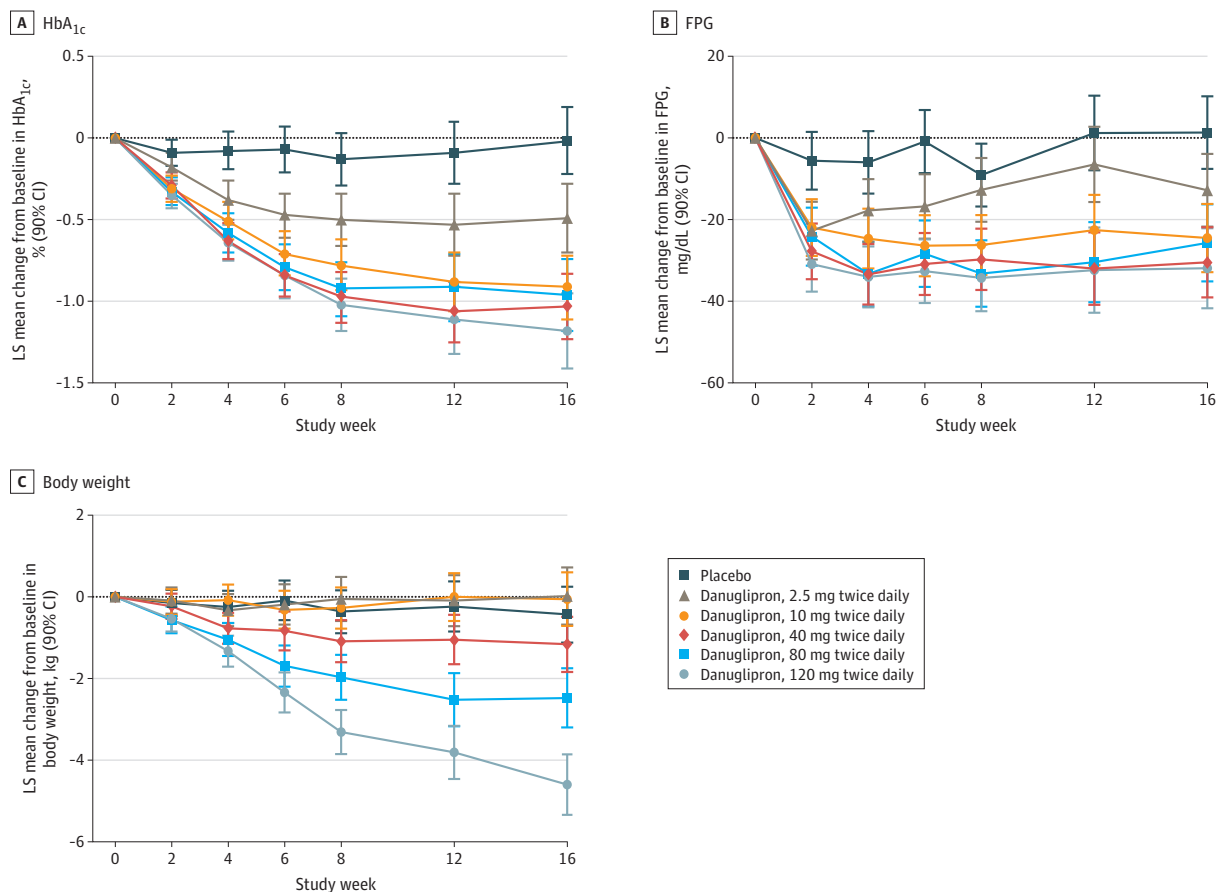 A HbA1c
LS mean change from baseline in HbA1c,
% (90% CI)
0.5
0
-0.5
-1.0
-1.5
0 2 4 6 8 12 16
Study week
B FPG
LS mean change from baseline in FPG,
mg/dL (90% CI)
20
0
-20
-40
-60
0 2 4 6 8 12 16
Study week
C Body weight
LS mean change from baseline in
body weight, kg (90% CI)
2
0
-2
-4
-6
0 2 4 6 8 12 16
Study week
Placebo
Danuglipron, 2.5 mg twice daily
Danuglipron, 10 mg twice daily
Danuglipron, 40 mg twice daily
Danuglipron, 80 mg twice daily
Danuglipron, 120 mg twice daily